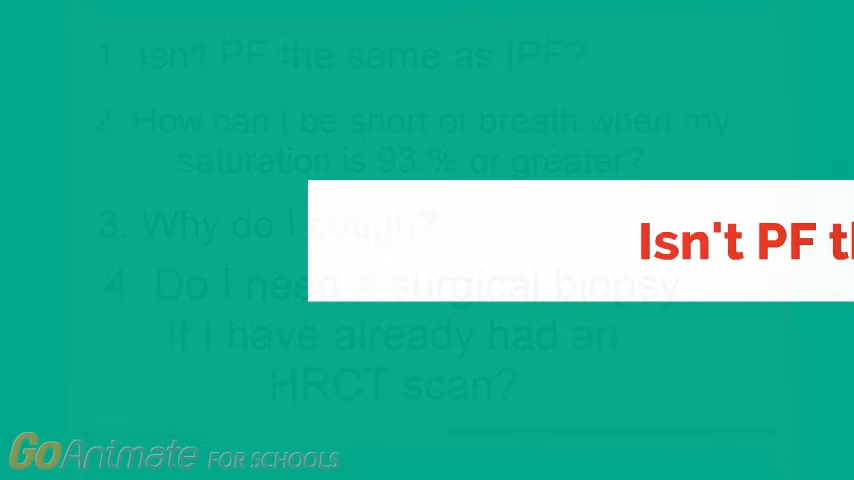 1. Isn't PF the same as IPF?
2. How can I be short of breath when my
saturation is 93 % or greater?
3. Why do I cough?
Isn't PF th
4 Do I need a surgical biopsy
If I have already had an
HRCT scan?
GoAnimate FOR SCHOOLS